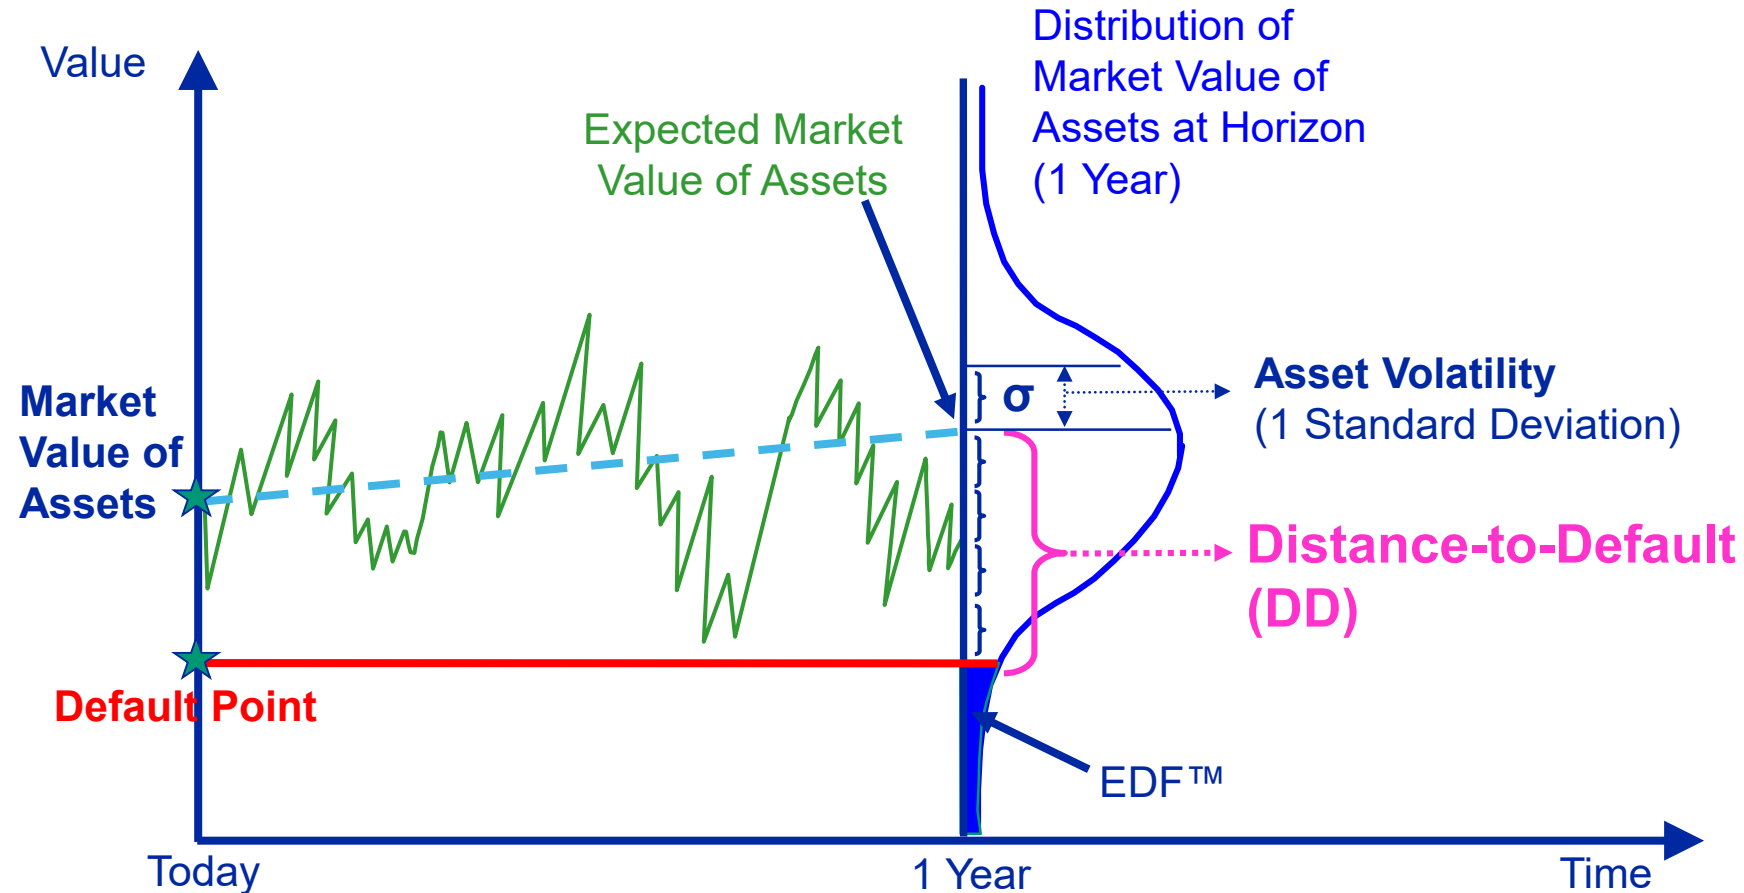 Value
Distribution of
Market Value of
Assets at Horizon
(1 Year)
Expected Market
Value of Assets
Market
Value of
Assets
σ
Asset Volatility
(1 Standard Deviation)
Distance-to-Default
(DD)
Default Point
EDF™
Today
1 Year
Time